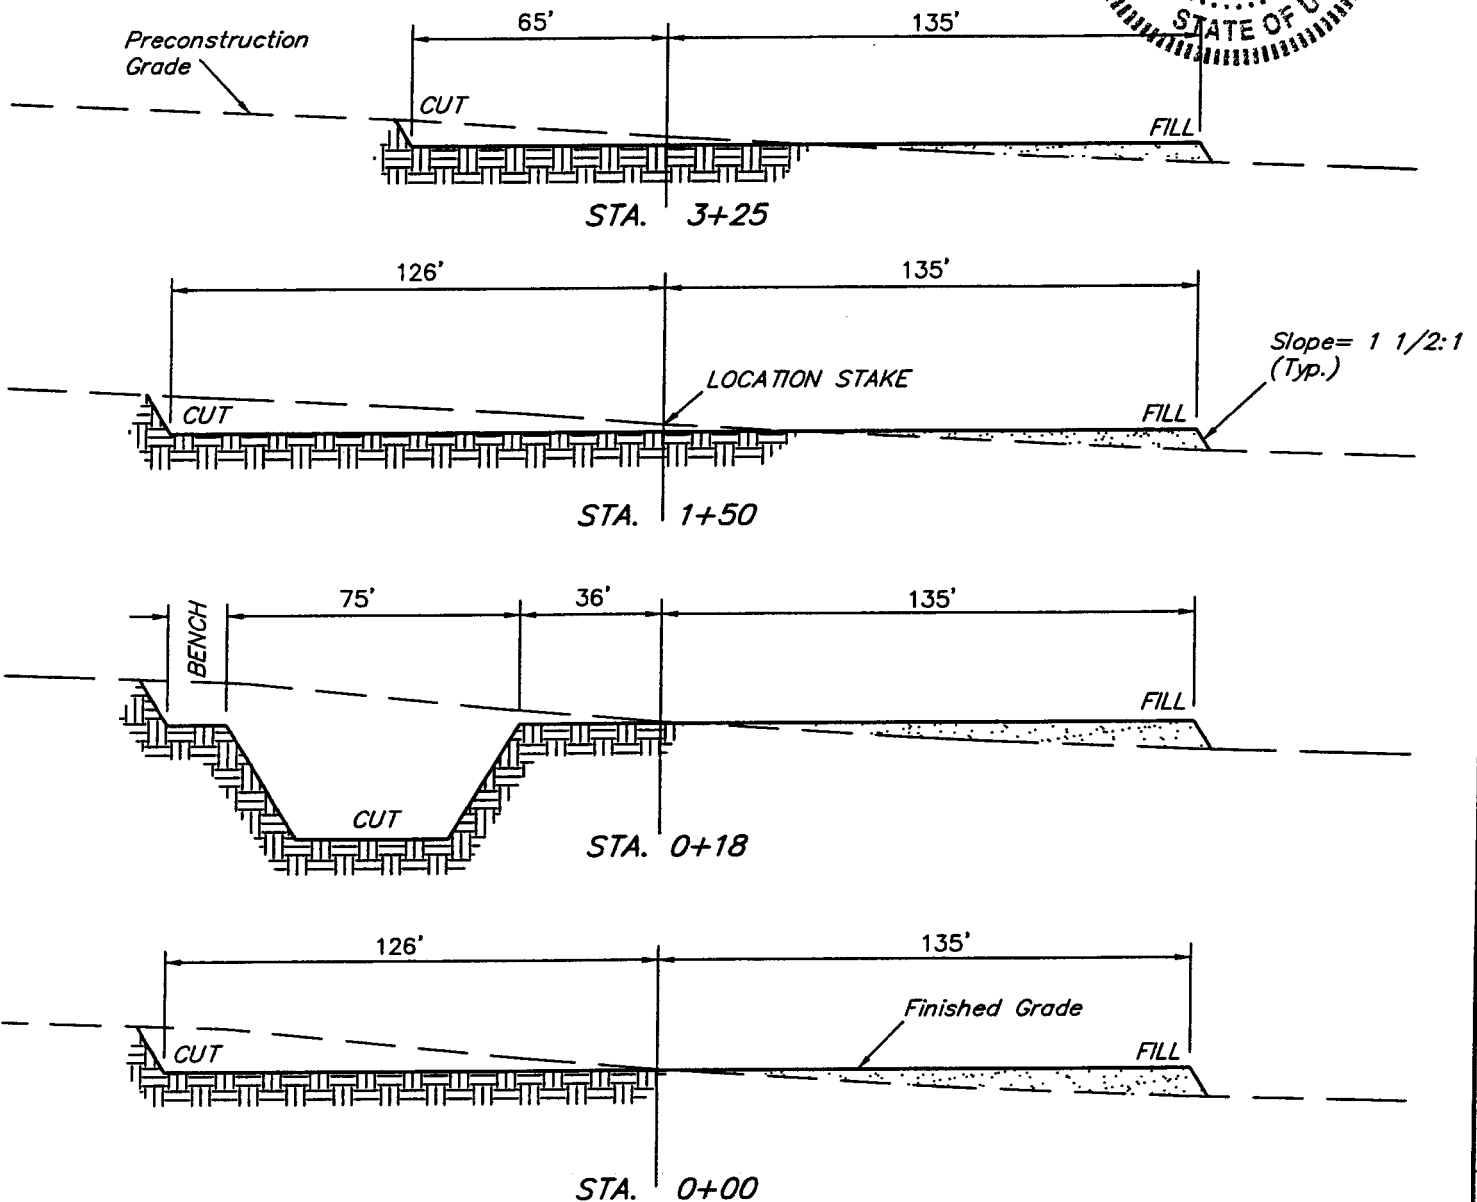 STATE OF U
65' 135'
Preconstruction
Grade
CUT
FILL
STA. 3+25
126' 135'
Slope= 1 1/2:1
(Typ.)
LOCATION STAKE
CUT
FILL
STA. 1+50
BENCH
75' 36' 135'
FILL
CUT
STA. 0+18
126' 135'
Finished Grade
CUT
FILL
STA. 0+00